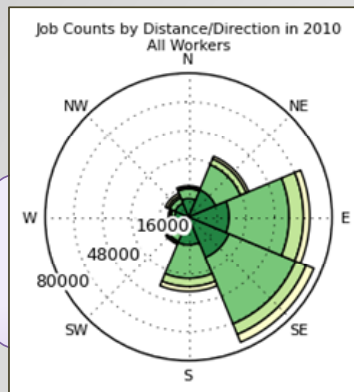 Job Counts by Distance/Direction in 2010
All Workers
N
NW
NE
W
16000
E
48000
80000
SW
SE
S